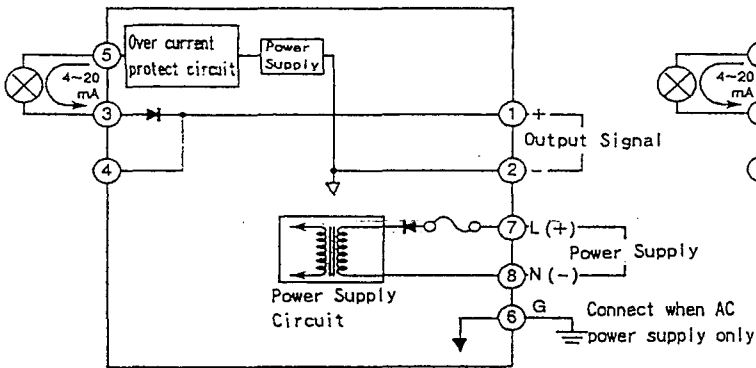 5
Over current
protect circuit
Power
Supply
4~20
mA
4~20
mA
3
1 +
Output Signal
4
2 -
7 L (+)
Power Supply
8 N (-)
Power Supply
Circuit
6 G
Connect when AC
power supply only